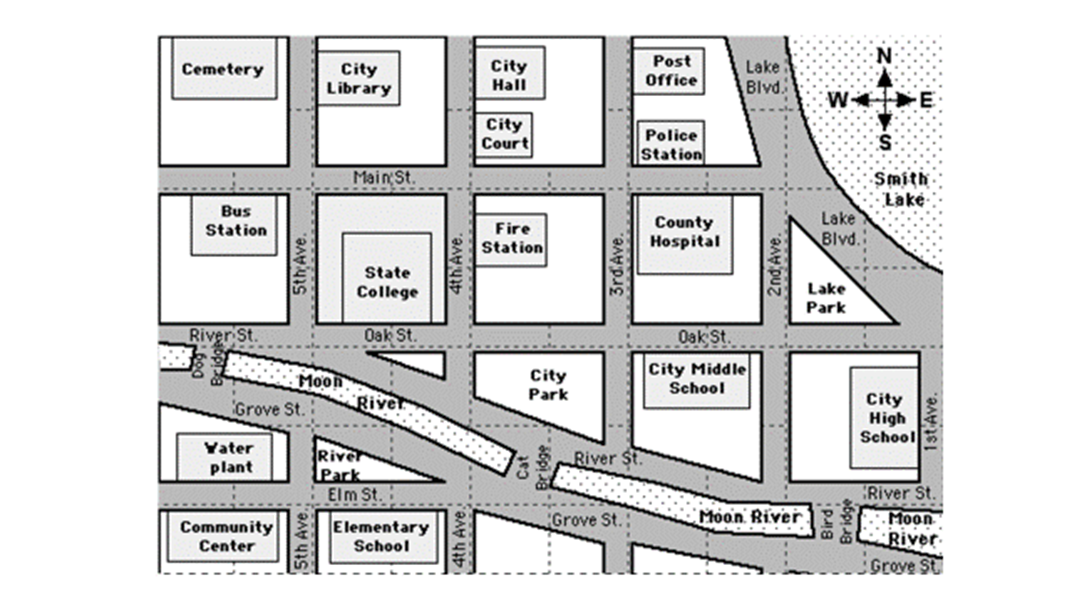 Cemetery
City
Library
City
Hall
Post
Office
Lake
Blvd.
N
W
E
S
City
Court
Police
Station
Main St.
Smith
Lake
Bus
Station
5th Ave.
State
College
4th Ave.
Fire
Station
3rd Ave.
County
Hospital
2nd Ave.
Lake
Blvd.
Lake
Park
River St.
Oak St.
Oak St.
Dog
Bridge
Moon
River
City
Park
City Middle
School
City
High
School
1st Ave.
Grove St.
Water
plant
River
Park
Cat
Bridge
River St.
Elm St.
River St.
Community
Center
5th Ave.
Elementary
School
4th Ave.
Grove St.
Moon River
Bird
Bridge
Moon
River
Grove St.